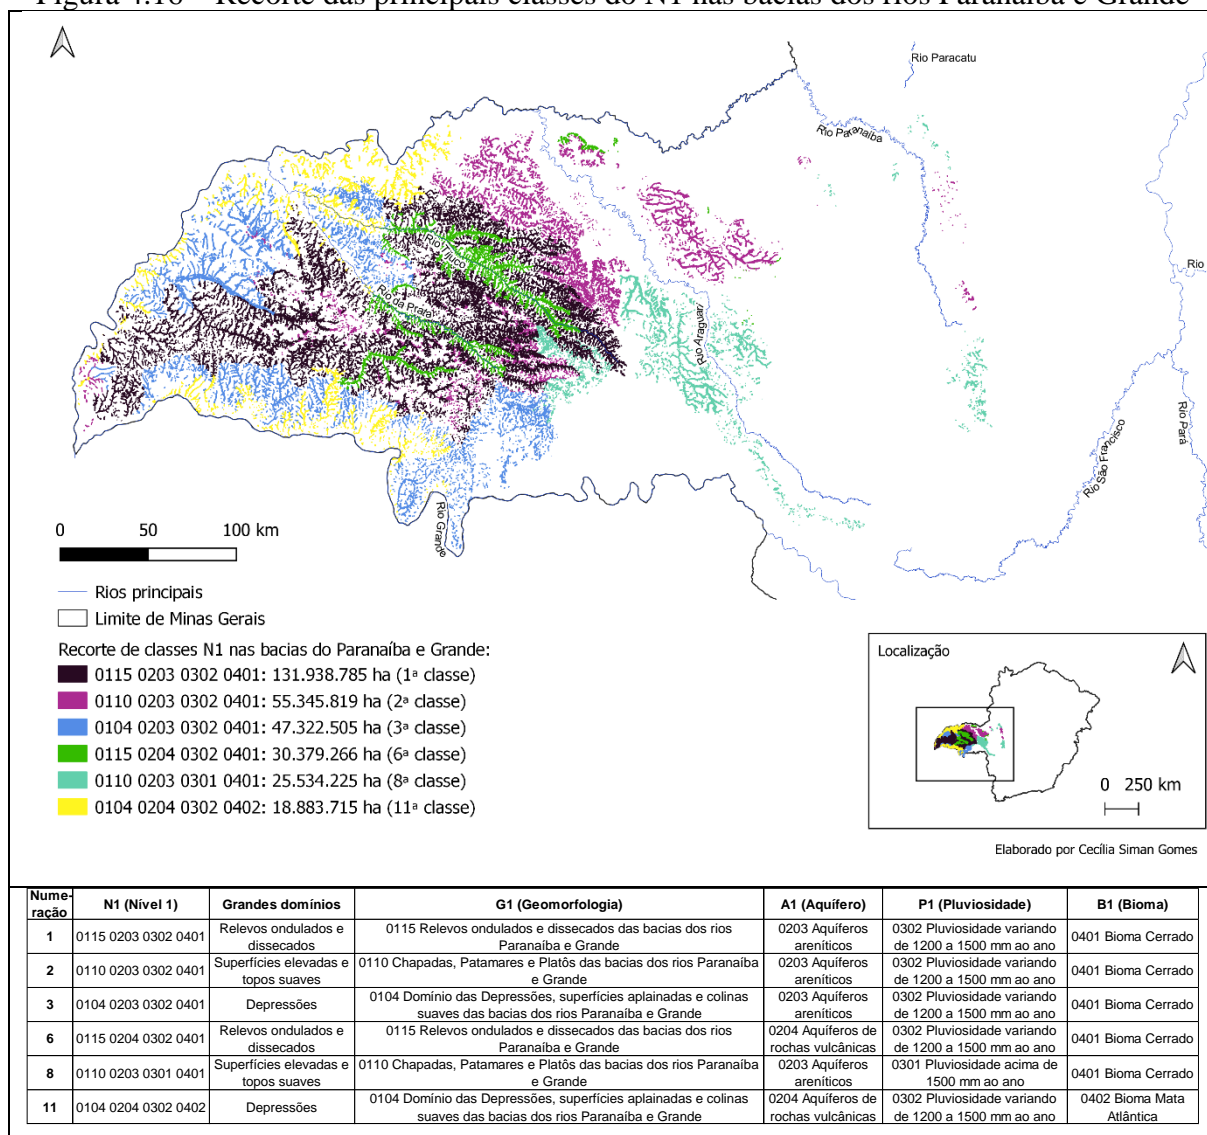 Figura 4.16 – Recorte das principais classes do N1 nas bacias dos rios Paranaíba e Grande
Rio Paracatu
Rio Paranaíba
Rio
da Prata
Rio Araguari
Rio São Francisco
Rio Pará
Rio Grande
0 50 100 km
Rios principais
Limite de Minas Gerais
Recorte de classes N1 nas bacias do Paranaíba e Grande:
0115 0203 0302 0401: 131.938.785 ha (1ª classe)
0110 0203 0302 0401: 55.345.819 ha (2ª classe)
0104 0203 0302 0401: 47.322.505 ha (3ª classe)
0115 0204 0302 0401: 30.379.266 ha (6ª classe)
0110 0203 0301 0401: 25.534.225 ha (8ª classe)
0104 0204 0302 0402: 18.883.715 ha (11ª classe)
Localização
0 250 km
Elaborado por Cecília Siman Gomes
Nume-
ração N1 (Nível 1) Grandes domínios G1 (Geomorfologia) A1 (Aquífero) P1 (Pluviosidade) B1 (Bioma)
1 0115 0203 0302 0401 Relevos ondulados e dissecados 0115 Relevos ondulados e dissecados das bacias dos rios Paranaíba e Grande 0203 Aquíferos areníticos 0302 Pluviosidade variando de 1200 a 1500 mm ao ano 0401 Bioma Cerrado
2 0110 0203 0302 0401 Superfícies elevadas e topos suaves 0110 Chapadas, Patamares e Platôs das bacias dos rios Paranaíba e Grande 0203 Aquíferos areníticos 0302 Pluviosidade variando de 1200 a 1500 mm ao ano 0401 Bioma Cerrado
3 0104 0203 0302 0401 Depressões 0104 Domínio das Depressões, superfícies aplainadas e colinas suaves das bacias dos rios Paranaíba e Grande 0203 Aquíferos areníticos 0302 Pluviosidade variando de 1200 a 1500 mm ao ano 0401 Bioma Cerrado
6 0115 0204 0302 0401 Relevos ondulados e dissecados 0115 Relevos ondulados e dissecados das bacias dos rios Paranaíba e Grande 0204 Aquíferos de rochas vulcânicas 0302 Pluviosidade variando de 1200 a 1500 mm ao ano 0401 Bioma Cerrado
8 0110 0203 0301 0401 Superfícies elevadas e topos suaves 0110 Chapadas, Patamares e Platôs das bacias dos rios Paranaíba e Grande 0203 Aquíferos areníticos 0301 Pluviosidade acima de 1500 mm ao ano 0401 Bioma Cerrado
11 0104 0204 0302 0402 Depressões 0104 Domínio das Depressões, superfícies aplainadas e colinas suaves das bacias dos rios Paranaíba e Grande 0204 Aquíferos de rochas vulcânicas 0302 Pluviosidade variando de 1200 a 1500 mm ao ano 0402 Bioma Mata Atlântica